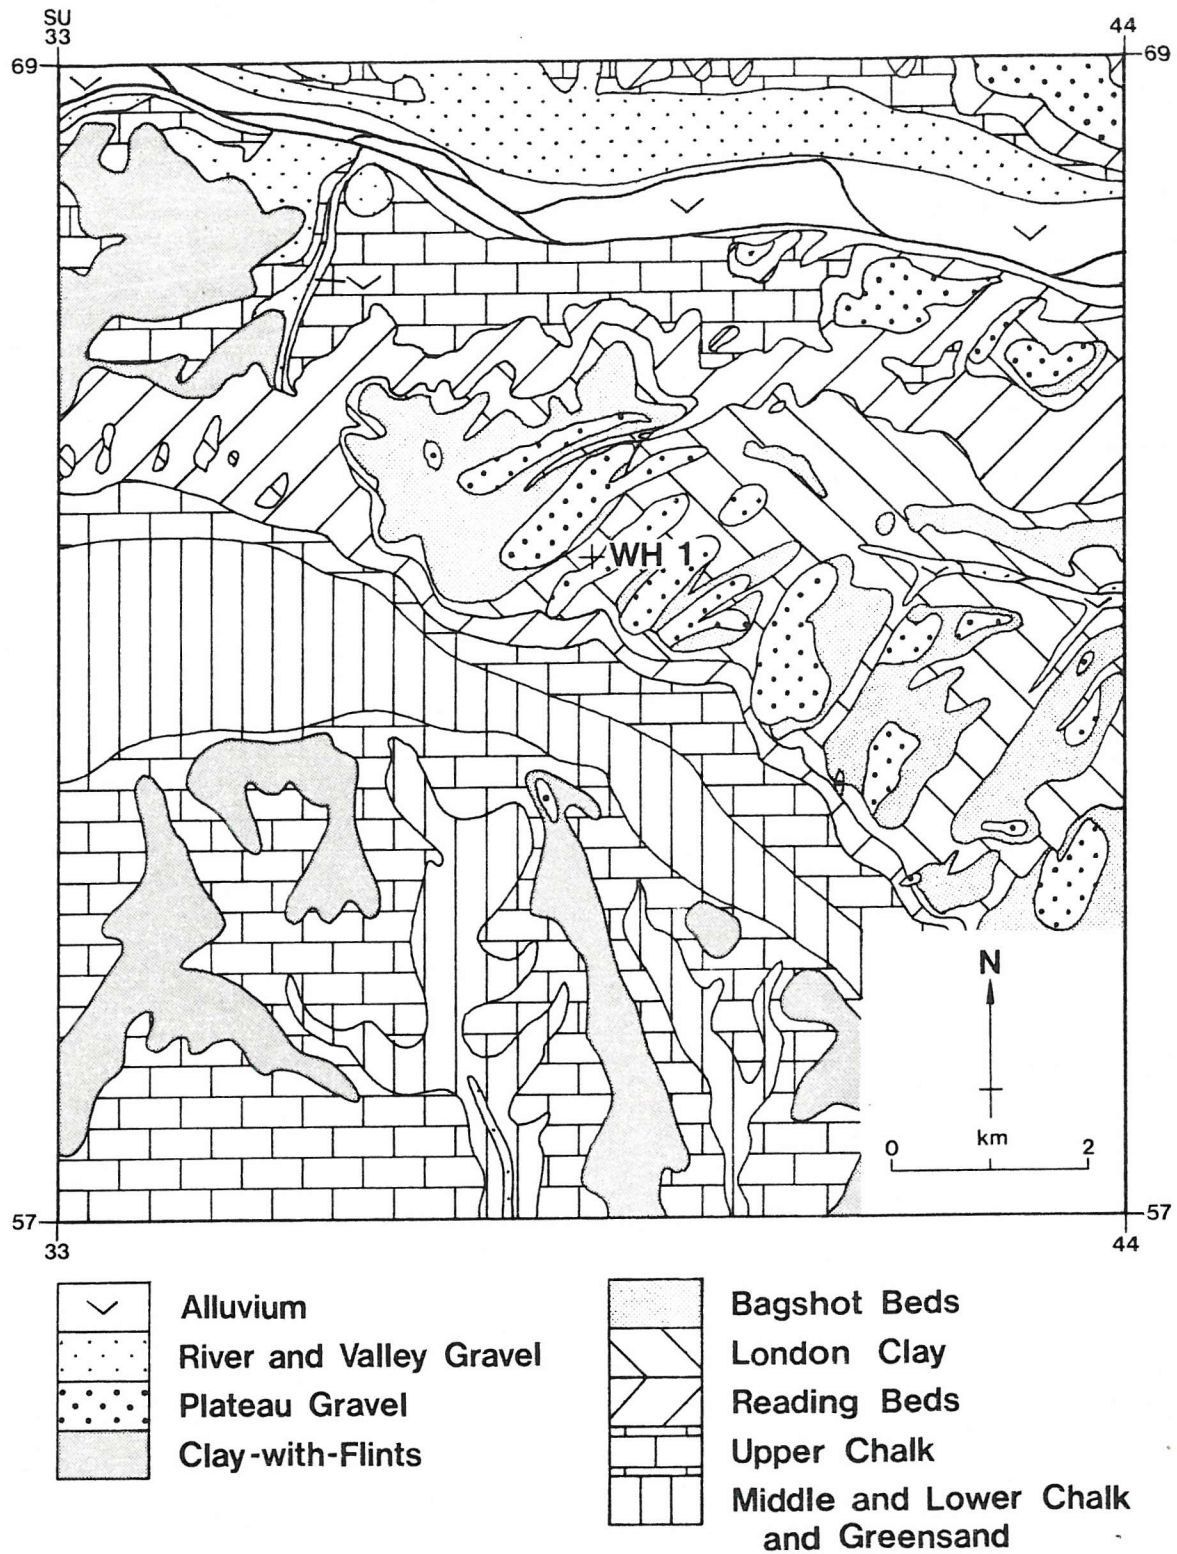 SU
33
44
69
69
WH 1
N
km
0
2
57
57
33
44
Alluvium
River and Valley Gravel
Plateau Gravel
Clay-with-Flints
Bagshot Beds
London Clay
Reading Beds
Upper Chalk
Middle and Lower Chalk
and Greensand